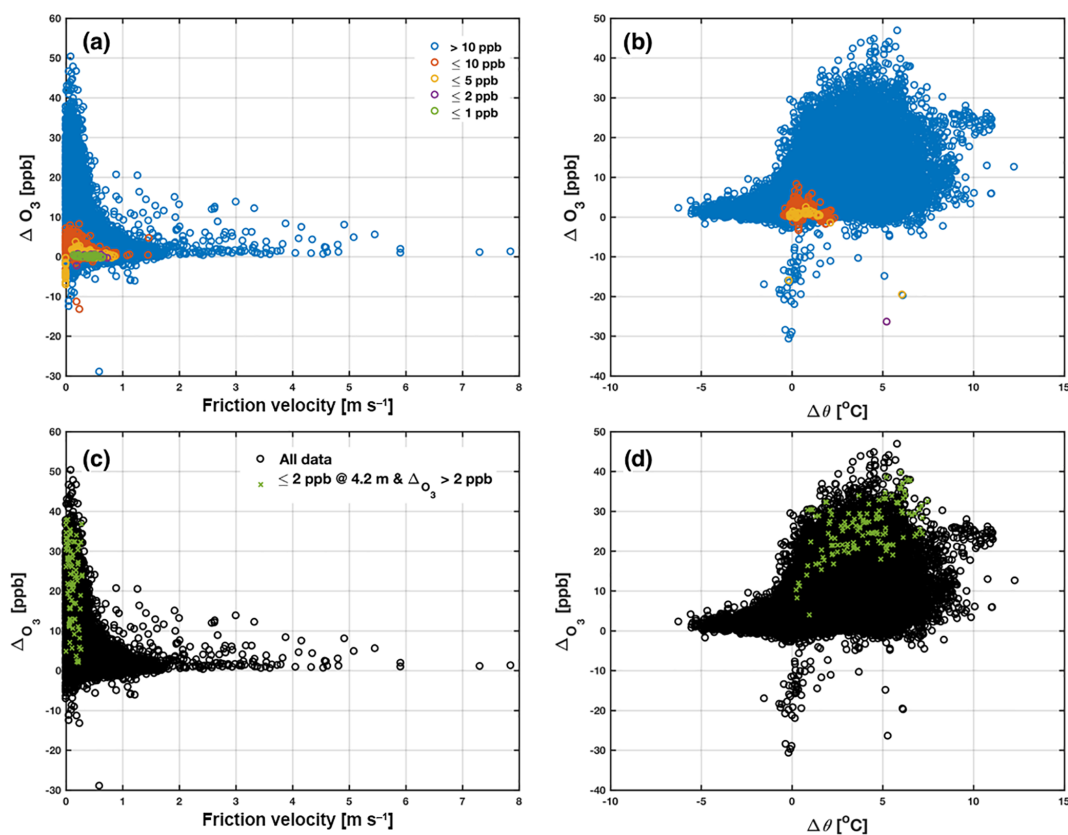 (a)
> 10 ppb
≤ 10 ppb
≤ 5 ppb
≤ 2 ppb
≤ 1 ppb
60
50
40
30
20
10
0
-10
-20
-30
Δ O3 [ppb]
0 1 2 3 4 5 6 7 8
Friction velocity [m s–1]
(b)
50
40
30
20
10
0
-10
-20
-30
-40
Δ O3 [ppb]
-10 -5 0 5 10 15
Δ θ [oC]
(c)
All data
≤ 2 ppb @ 4.2 m & ΔO3 > 2 ppb
60
50
40
30
20
10
0
-10
-20
-30
ΔO3 [ppb]
0 1 2 3 4 5 6 7 8
Friction velocity [m s–1]
(d)
50
40
30
20
10
0
-10
-20
-30
-40
ΔO3 [ppb]
-10 -5 0 5 10 15
Δ θ [oC]